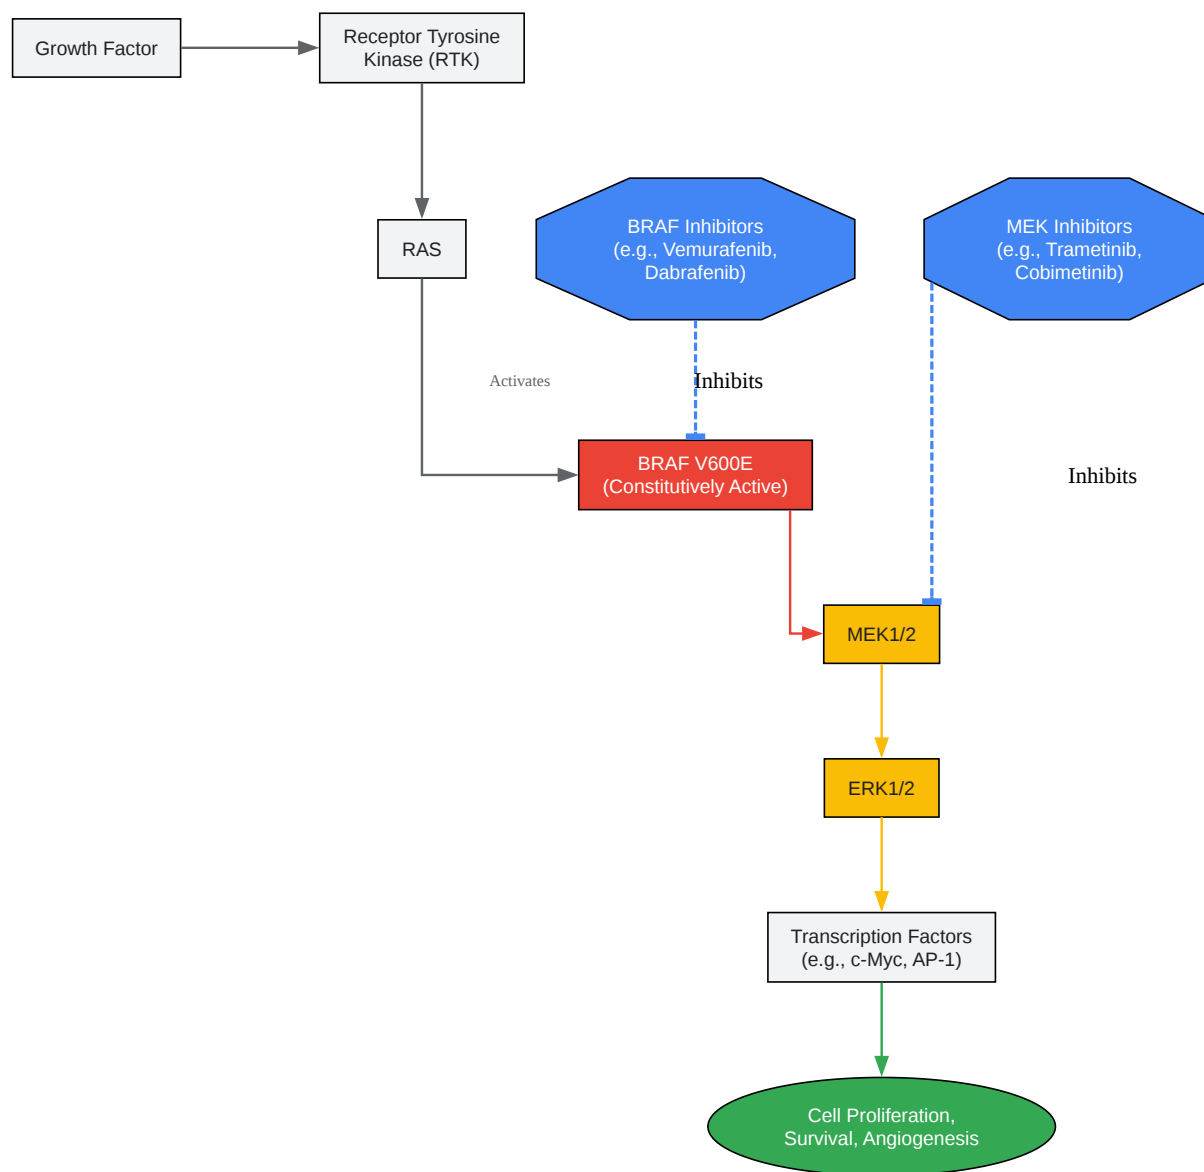 Growth Factor
Receptor Tyrosine
Kinase (RTK)
RAS
BRAF Inhibitors
(e.g., Vemurafenib,
Dabrafenib)
MEK Inhibitors
(e.g., Trametinib,
Cobimetinib)
Activates
Inhibits
BRAF V600E
(Constitutively Active)
Inhibits
MEK1/2
ERK1/2
Transcription Factors
(e.g., c-Myc, AP-1)
Cell Proliferation,
Survival, Angiogenesis